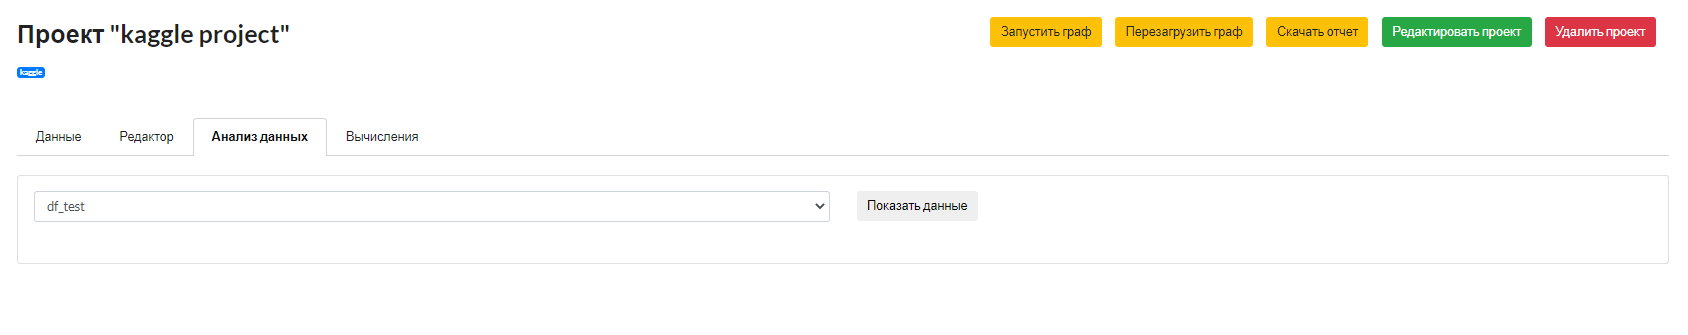 Проект "kaggle project"
Запустить граф Перезагрузить граф Скачать отчет Редактировать проект Удалить проект
kaggle
Данные Редактор Анализ данных Вычисления
df_test Показать данные